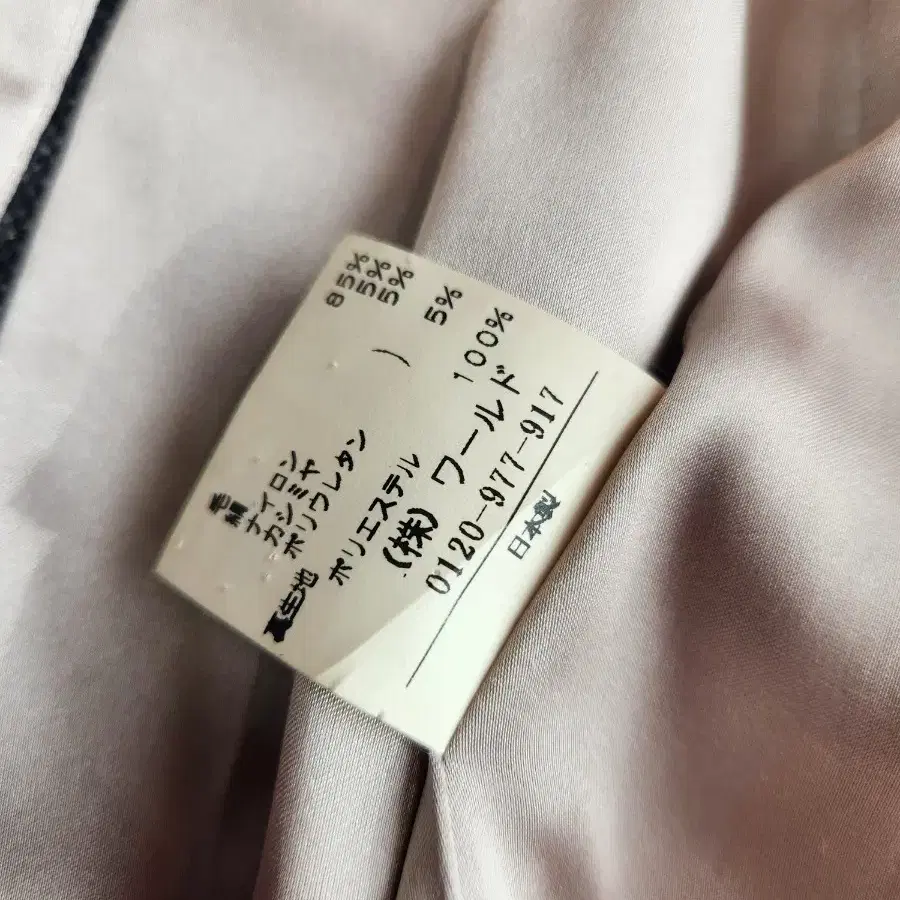 毛 85%
絹 5%
ナイロン 5%
カシミヤ )
ポリウレタン 5%
裏生地
ポリエステル 100%
(株)ワールド
0120-977-917
日本製